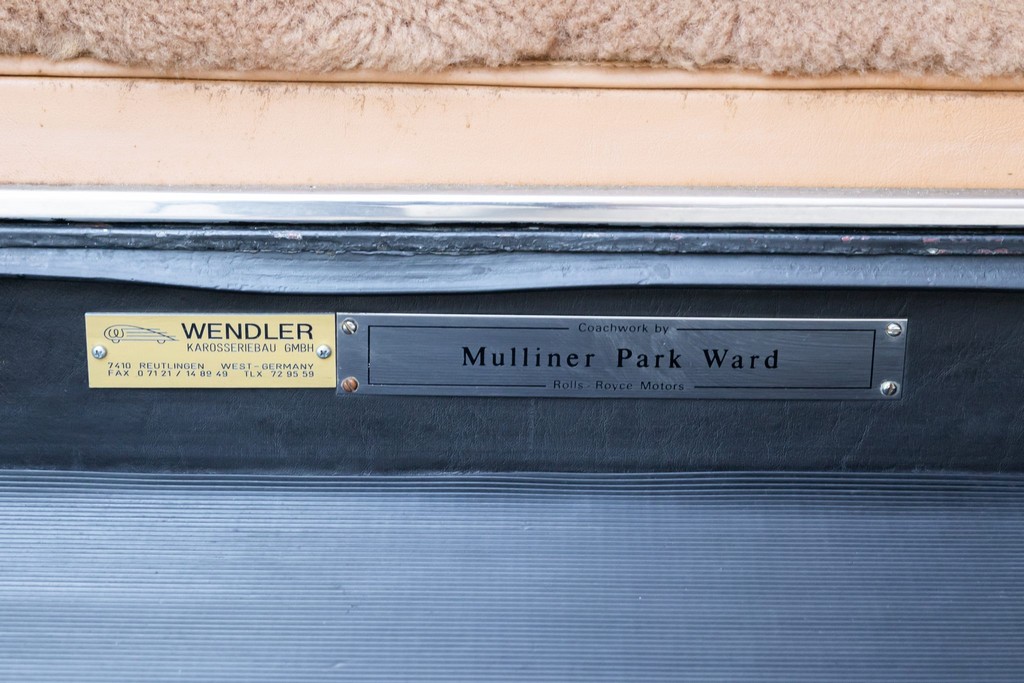 WENDLER
KAROSSERIEBAU GMBH
7410 REUTLINGEN WEST-GERMANY
FAX 0 71 21 / 14 89 49 TLX 72 95 59
Coachwork by
Mulliner Park Ward
Rolls-Royce Motors